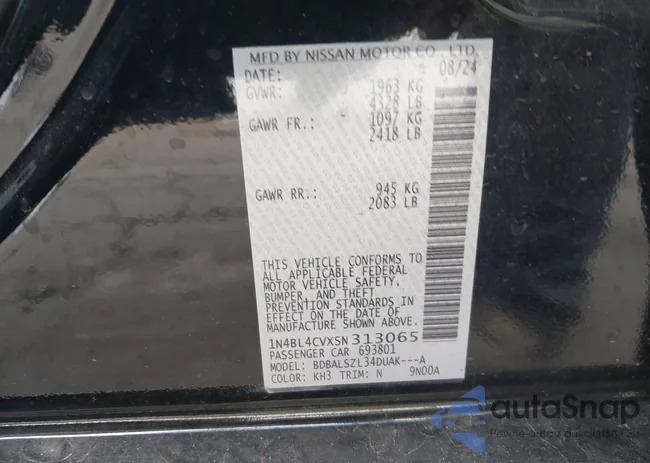 MFD BY NISSAN MOTOR CO., LTD.
DATE: 08/24
GVWR: 1963 KG
4328 LB
GAWR FR.: 1097 KG
2418 LB
GAWR RR.: 945 KG
2083 LB
THIS VEHICLE CONFORMS TO
ALL APPLICABLE FEDERAL
MOTOR VEHICLE SAFETY,
BUMPER, AND THEFT
PREVENTION STANDARDS IN
EFFECT ON THE DATE OF
MANUFACTURE SHOWN ABOVE.
1N4BL4CVXSN313065
PASSENGER CAR 693801
MODEL: BDBALSZL34DUAK---A
COLOR: KH3 TRIM: N 9N00A
autaSnap